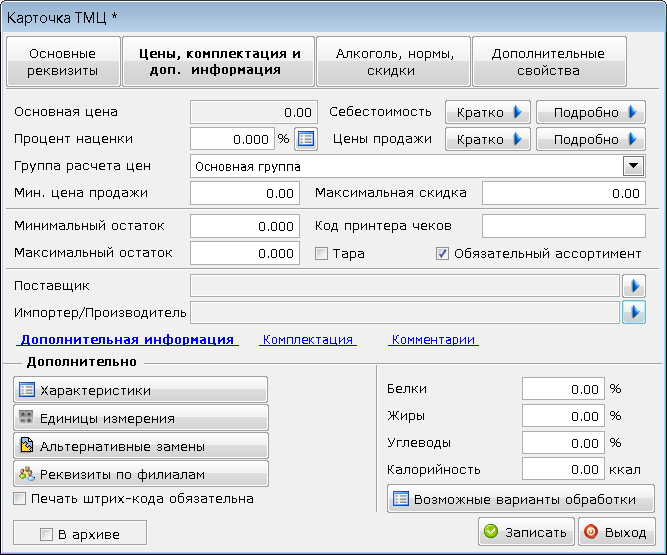 Карточка ТМЦ *
Основные реквизиты
Цены, комплектация и доп. информация
Алкоголь, нормы, скидки
Дополнительные свойства
Основная цена 0.00 Себестоимость Кратко Подробно
Процент наценки 0.000 % Цены продажи Кратко Подробно
Группа расчета цен Основная группа
Мин. цена продажи 0.00 Максимальная скидка 0.00
Минимальный остаток 0.000 Код принтера чеков
Максимальный остаток 0.000 Тара Обязательный ассортимент
Поставщик
Импортер/Производитель
Дополнительная информация Комплектация Комментарии
Дополнительно
Характеристики
Единицы измерения
Альтернативные замены
Реквизиты по филиалам
Печать штрих-кода обязательна
Белки 0.00 %
Жиры 0.00 %
Углеводы 0.00 %
Калорийность 0.00 ккал
Возможные варианты обработки
В архиве Записать Выход